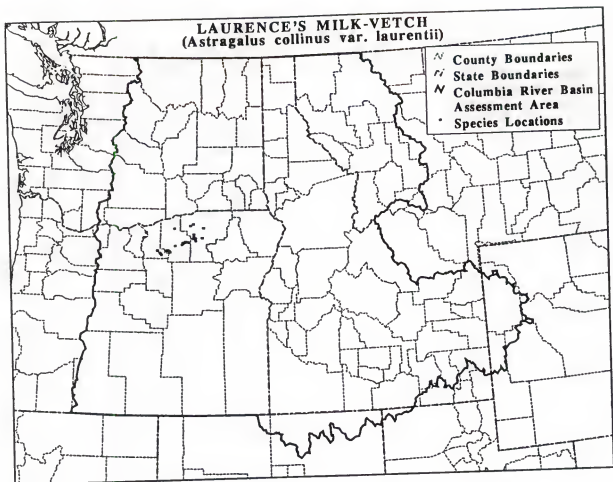 LAURENCE'S MILK-VETCH
(Astragalus collinus var. laurentii)
County Boundaries
State Boundaries
Columbia River Basin
Assessment Area
Species Locations